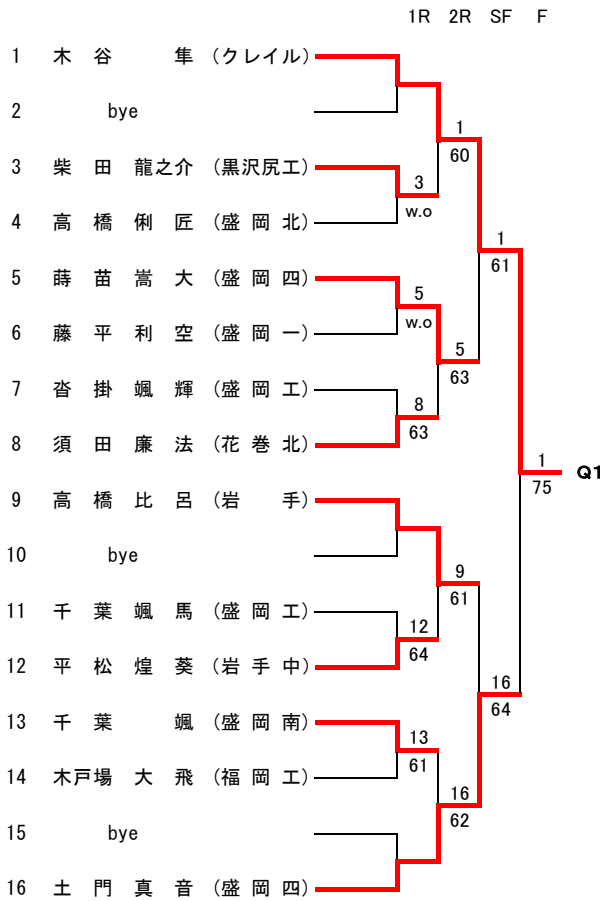 1R 2R SF F
1 木 谷 隼 (クレイル)
2 bye
1
60
3 柴 田 龍之介 (黒沢尻工)
3
w.o
4 高 橋 俐 匠 (盛 岡 北)
1
61
5 蒔 苗 嵩 大 (盛 岡 四)
5
w.o
6 藤 平 利 空 (盛 岡 一)
5
63
7 沓 掛 颯 輝 (盛 岡 工)
8
63
8 須 田 廉 法 (花 巻 北)
1
75
Q1
9 高 橋 比 呂 (岩 手)
10 bye
9
61
11 千 葉 颯 馬 (盛 岡 工)
12
64
12 平 松 煌 葵 (岩 手 中)
16
64
13 千 葉 颯 (盛 岡 南)
13
61
14 木戸場 大 飛 (福 岡 工)
16
62
15 bye
16 土 門 真 音 (盛 岡 四)